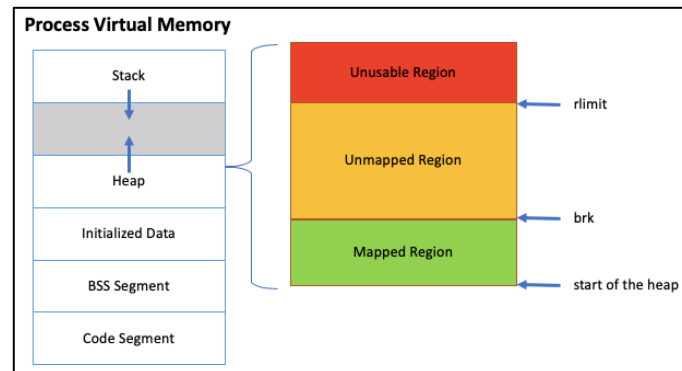 Process Virtual Memory
Stack
Heap
Initialized Data
BSS Segment
Code Segment
Unusable Region
Unmapped Region
Mapped Region
rlimit
brk
start of the heap